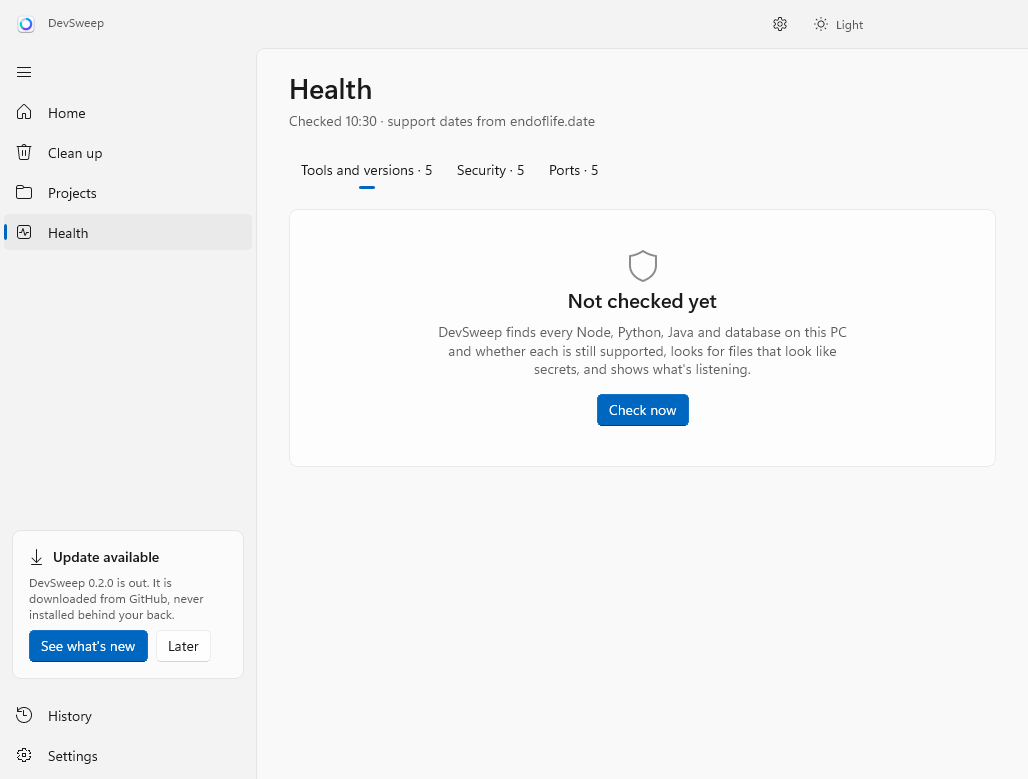 DevSweep
Light
Home
Clean up
Projects
Health
Health
Checked 10:30 · support dates from endoflife.date
Tools and versions · 5
Security · 5
Ports · 5
Not checked yet
DevSweep finds every Node, Python, Java and database on this PC
and whether each is still supported, looks for files that look like
secrets, and shows what's listening.
Check now
Update available
DevSweep 0.2.0 is out. It is
downloaded from GitHub, never
installed behind your back.
See what's new
Later
History
Settings